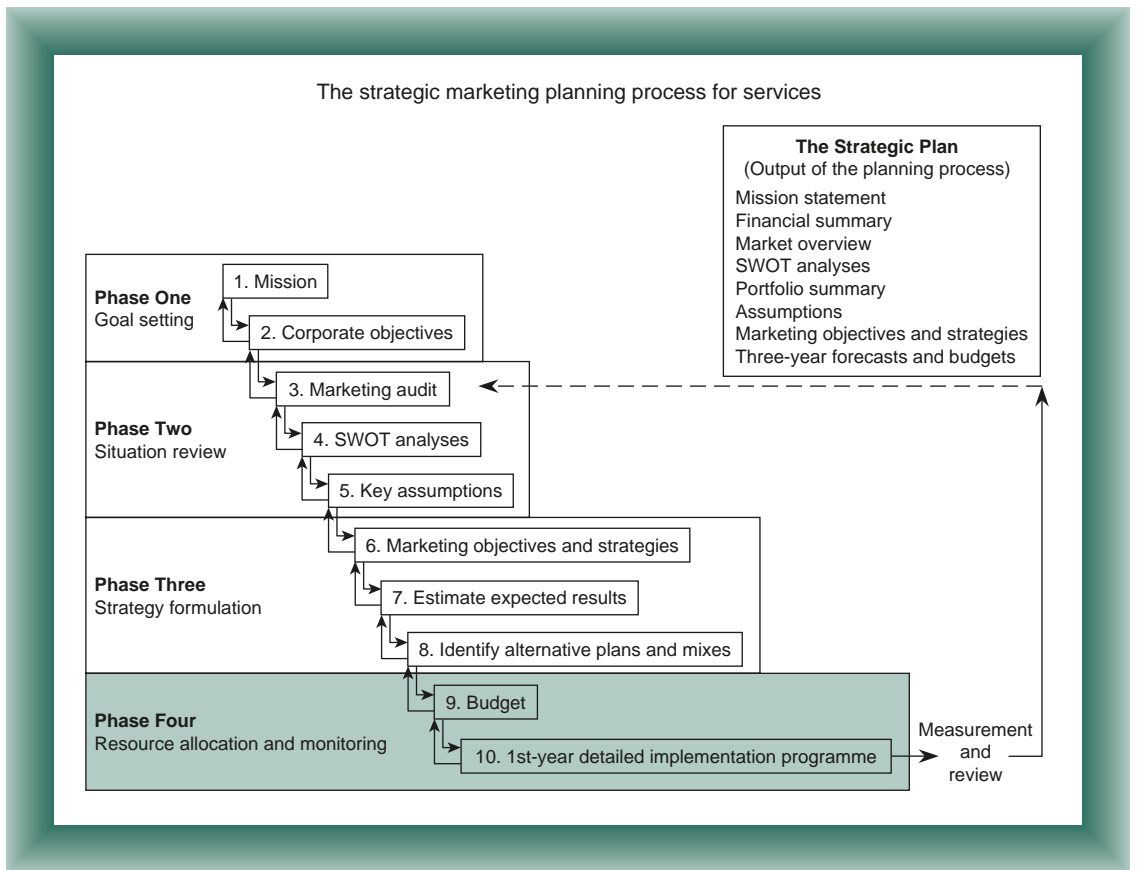 The strategic marketing planning process for services
The Strategic Plan
(Output of the planning process)
Mission statement
Financial summary
Market overview
SWOT analyses
Portfolio summary
Assumptions
Marketing objectives and strategies
Three-year forecasts and budgets
Phase One
Goal setting
1. Mission
2. Corporate objectives
Phase Two
Situation review
3. Marketing audit
4. SWOT analyses
5. Key assumptions
Phase Three
Strategy formulation
6. Marketing objectives and strategies
7. Estimate expected results
8. Identify alternative plans and mixes
Phase Four
Resource allocation and monitoring
9. Budget
10. 1st-year detailed implementation programme
Measurement
and
review